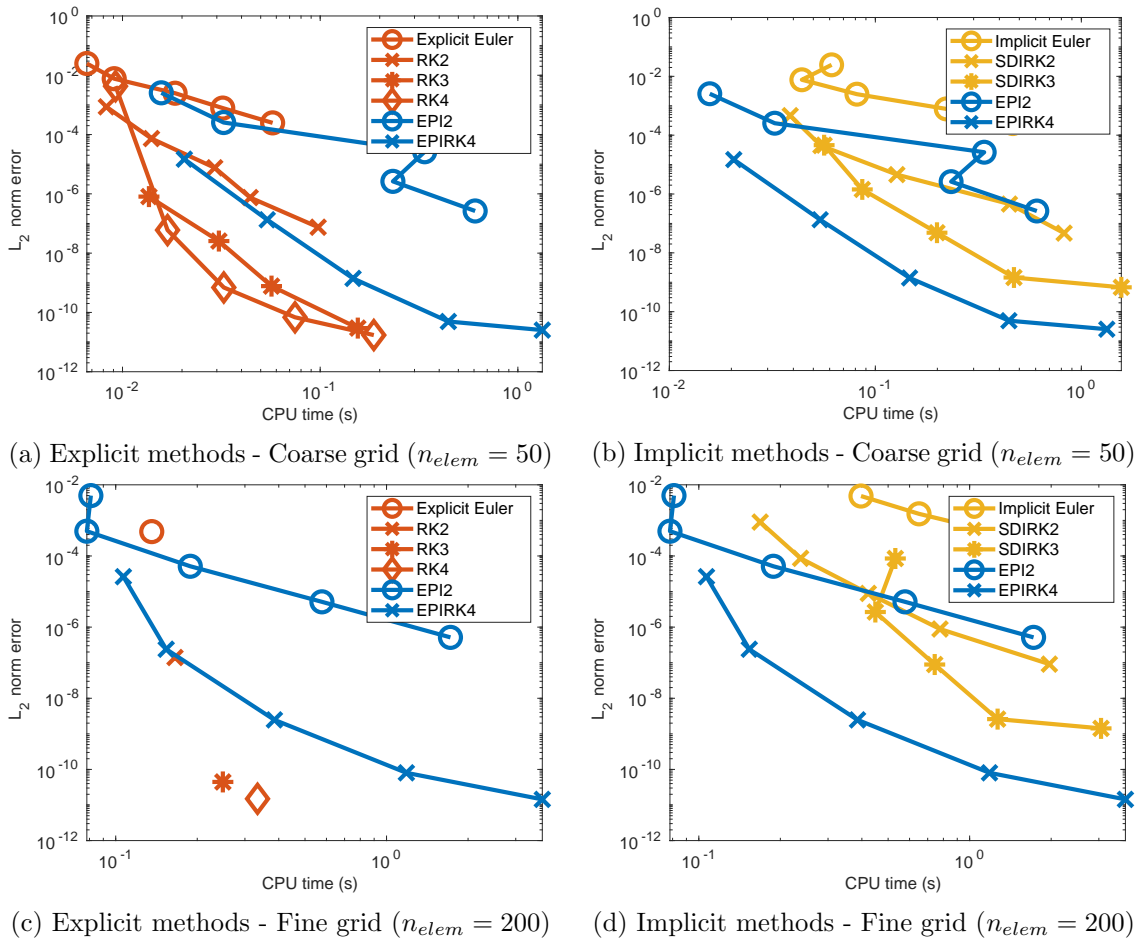 10^0
10^-2
10^-4
10^-6
10^-8
10^-10
10^-12
L_2 norm error
Explicit Euler
RK2
RK3
RK4
EPI2
EPIRK4
10^-2
10^-1
10^0
CPU time (s)
(a) Explicit methods - Coarse grid (n_elem = 50)
10^0
10^-2
10^-4
10^-6
10^-8
10^-10
10^-12
L_2 norm error
Implicit Euler
SDIRK2
SDIRK3
EPI2
EPIRK4
10^-2
10^-1
10^0
CPU time (s)
(b) Implicit methods - Coarse grid (n_elem = 50)
10^-2
10^-4
10^-6
10^-8
10^-10
10^-12
L_2 norm error
Explicit Euler
RK2
RK3
RK4
EPI2
EPIRK4
10^-1
10^0
CPU time (s)
(c) Explicit methods - Fine grid (n_elem = 200)
10^-2
10^-4
10^-6
10^-8
10^-10
10^-12
L_2 norm error
Implicit Euler
SDIRK2
SDIRK3
EPI2
EPIRK4
10^-1
10^0
CPU time (s)
(d) Implicit methods - Fine grid (n_elem = 200)